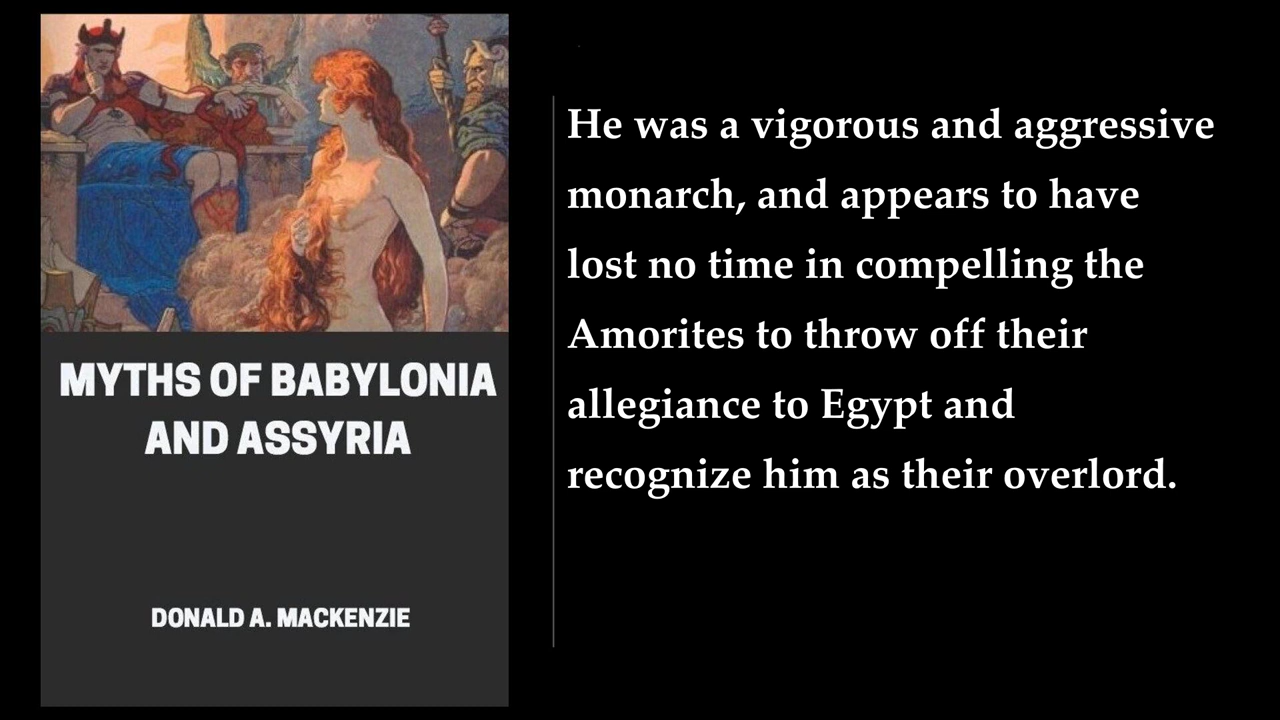 MYTHS OF BABYLONIA
AND ASSYRIA
DONALD A. MACKENZIE
He was a vigorous and aggressive
monarch, and appears to have
lost no time in compelling the
Amorites to throw off their
allegiance to Egypt and
recognize him as their overlord.